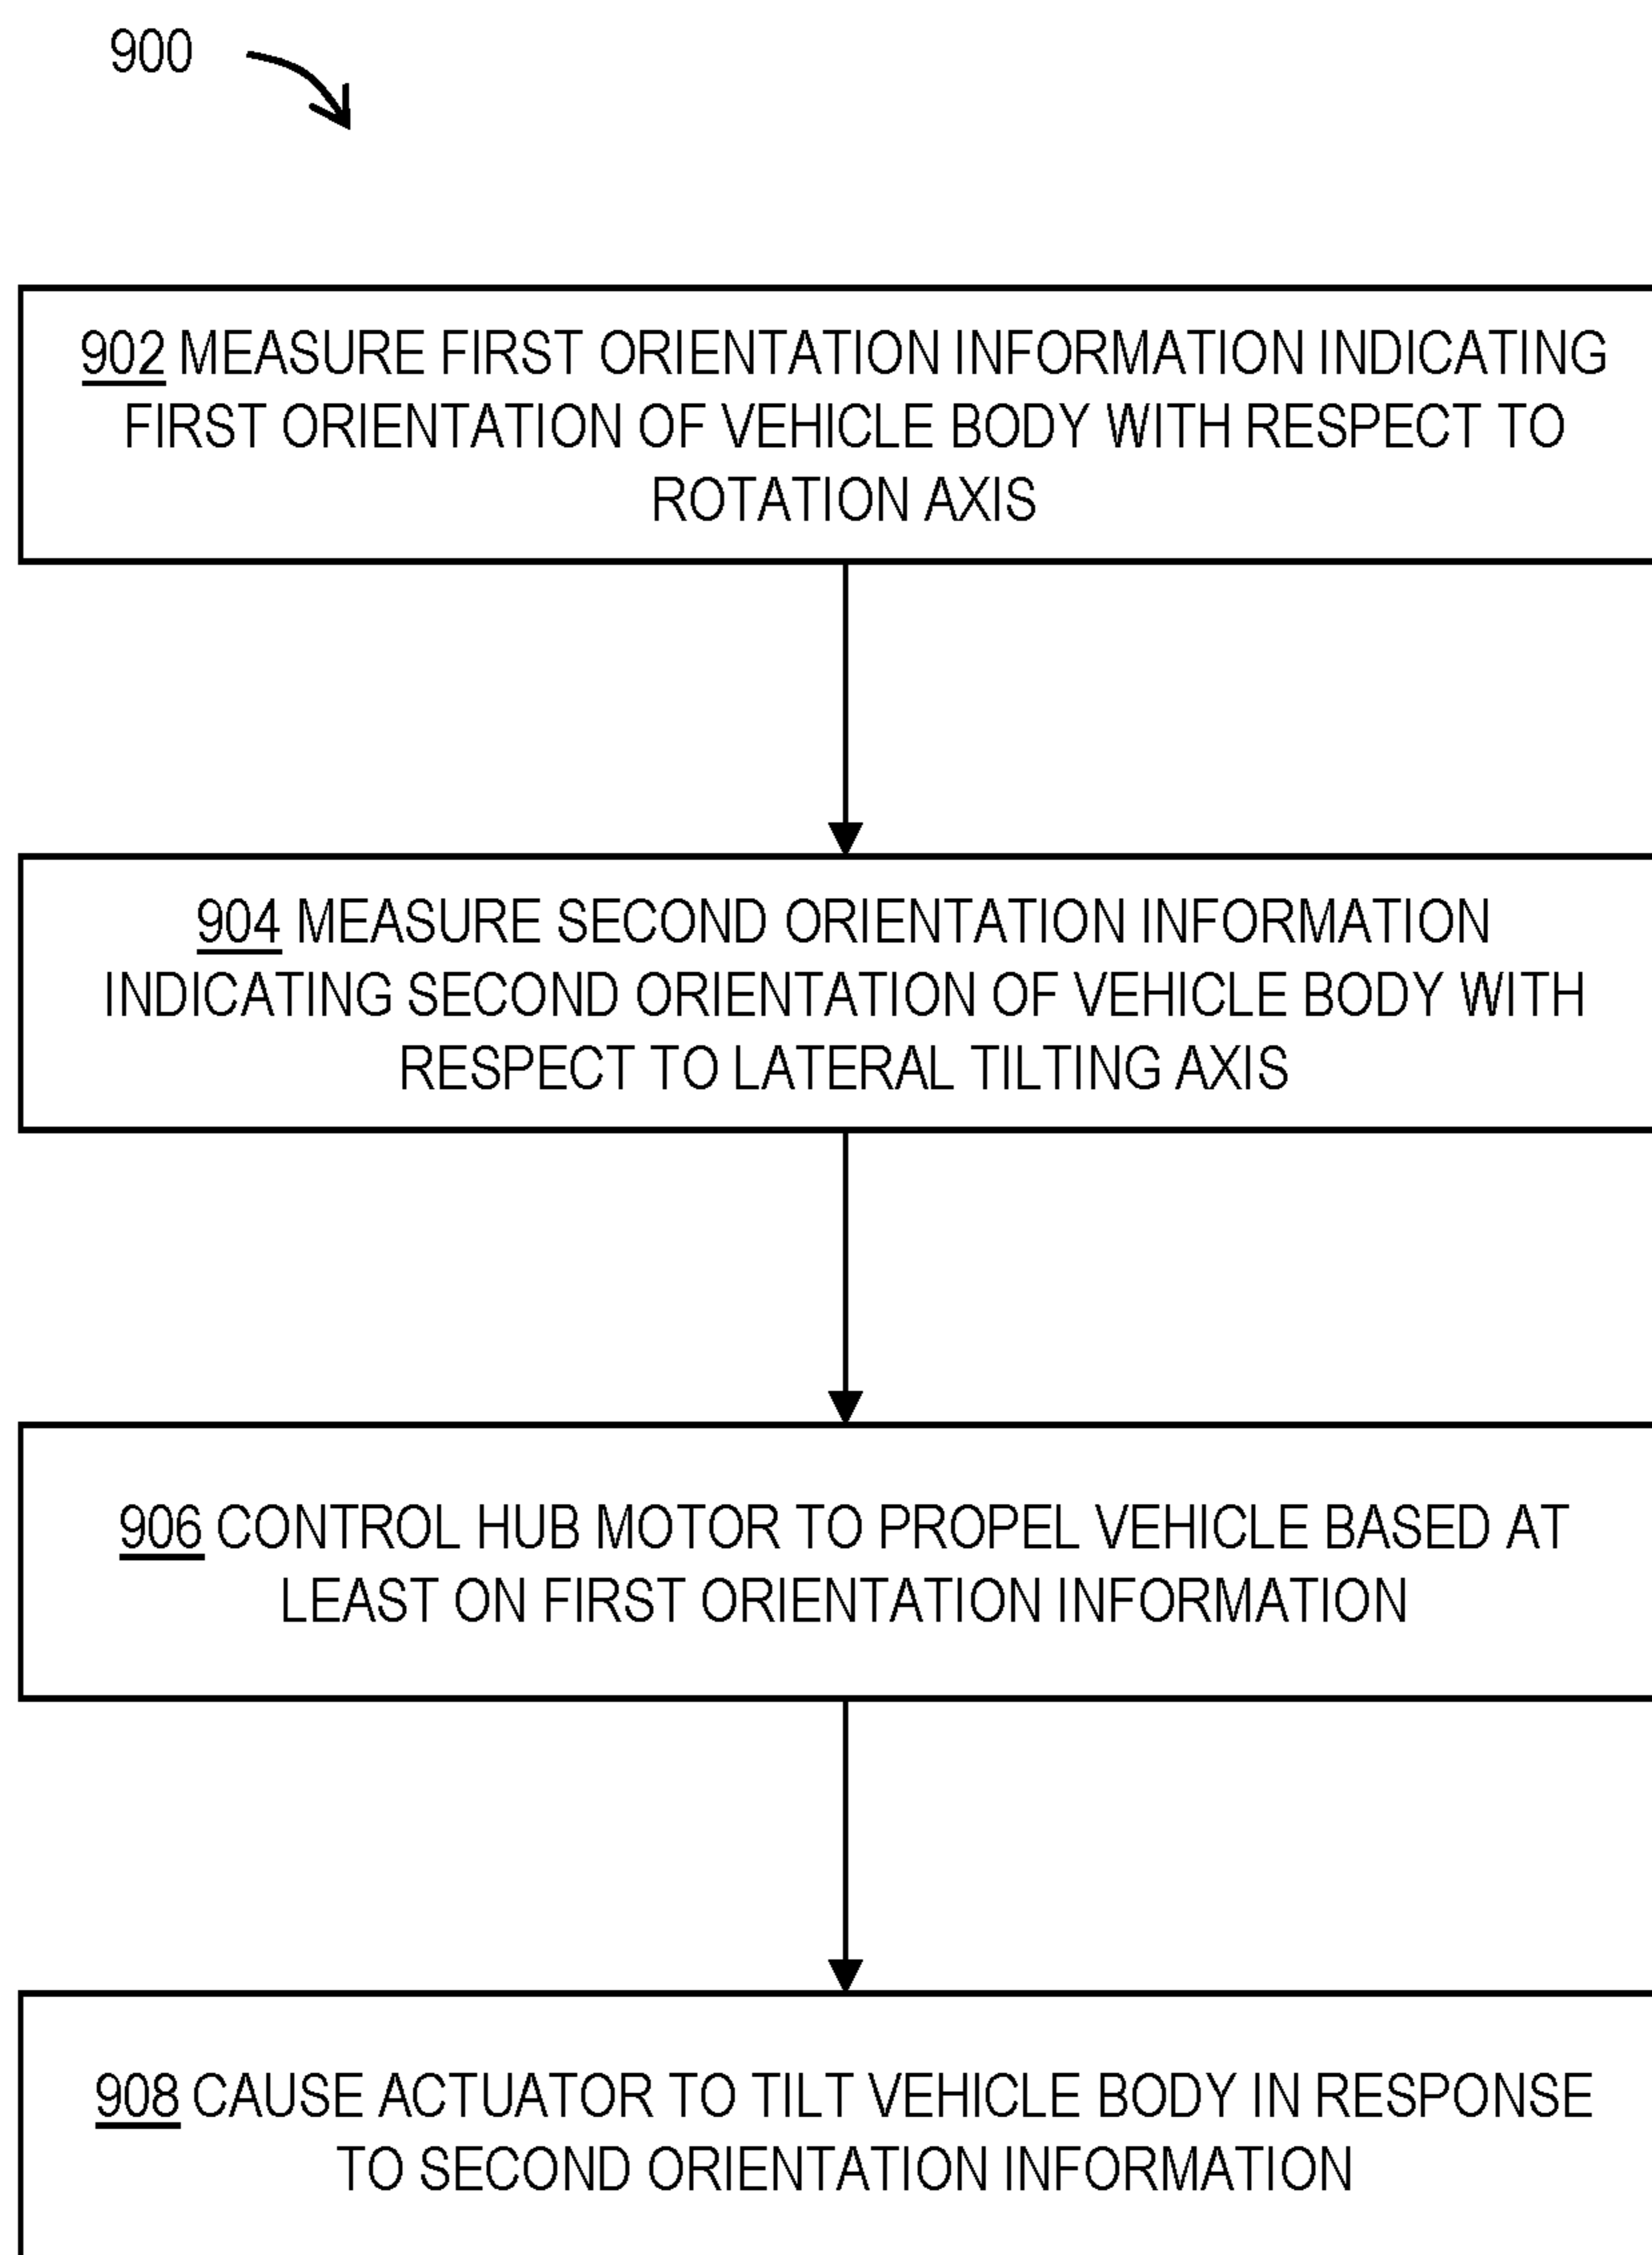 900
902 MEASURE FIRST ORIENTATION INFORMATION INDICATING
FIRST ORIENTATION OF VEHICLE BODY WITH RESPECT TO
ROTATION AXIS
904 MEASURE SECOND ORIENTATION INFORMATION
INDICATING SECOND ORIENTATION OF VEHICLE BODY WITH
RESPECT TO LATERAL TILTING AXIS
906 CONTROL HUB MOTOR TO PROPEL VEHICLE BASED AT
LEAST ON FIRST ORIENTATION INFORMATION
908 CAUSE ACTUATOR TO TILT VEHICLE BODY IN RESPONSE
TO SECOND ORIENTATION INFORMATION